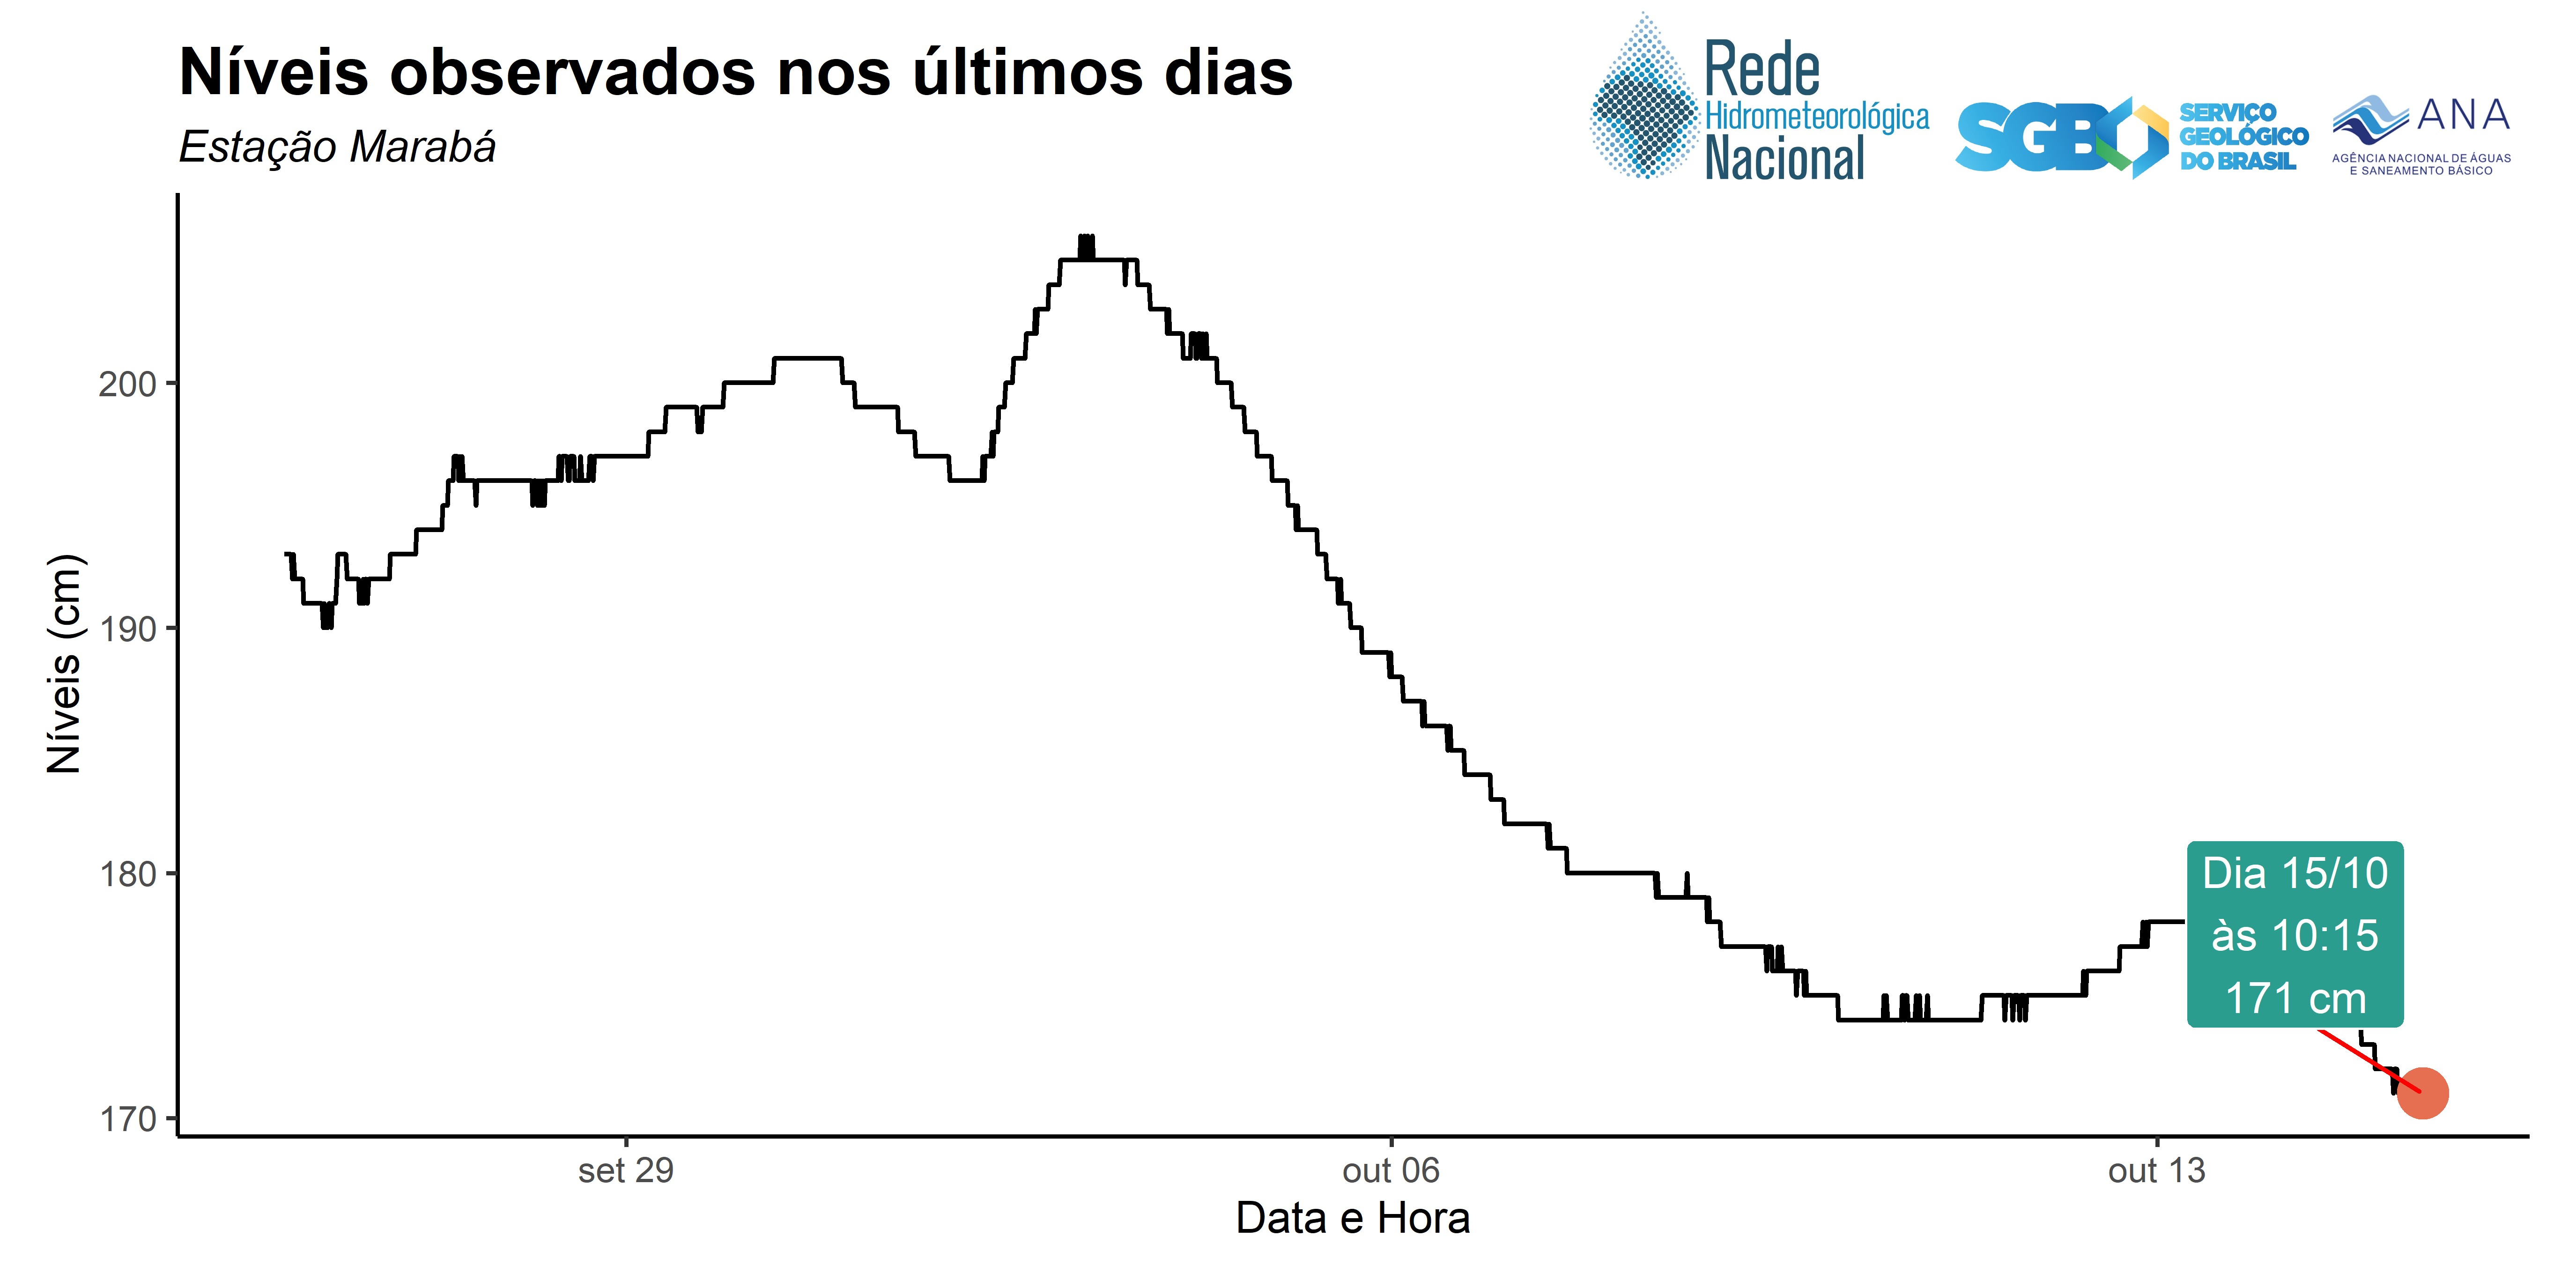 Níveis observados nos últimos dias
Estação Marabá
Rede
Hidrometeorológica
Nacional
SGB
SERVIÇO
GEOLÓGICO
DO BRASIL
ANA
AGÊNCIA NACIONAL DE ÁGUAS
E SANEAMENTO BÁSICO
Níveis (cm)
200
190
180
170
Dia 15/10
às 10:15
171 cm
set 29
out 06
out 13
Data e Hora